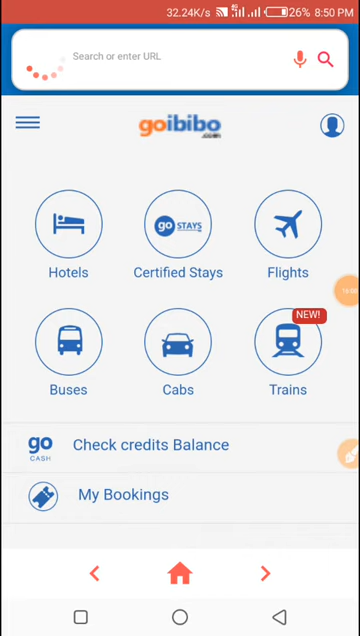 32.24K/s 4G 26% 8:50 PM
Search or enter URL
goibibo
go STAYS
Hotels Certified Stays Flights
NEW!
Buses Cabs Trains
go
CASH
Check credits Balance
My Bookings